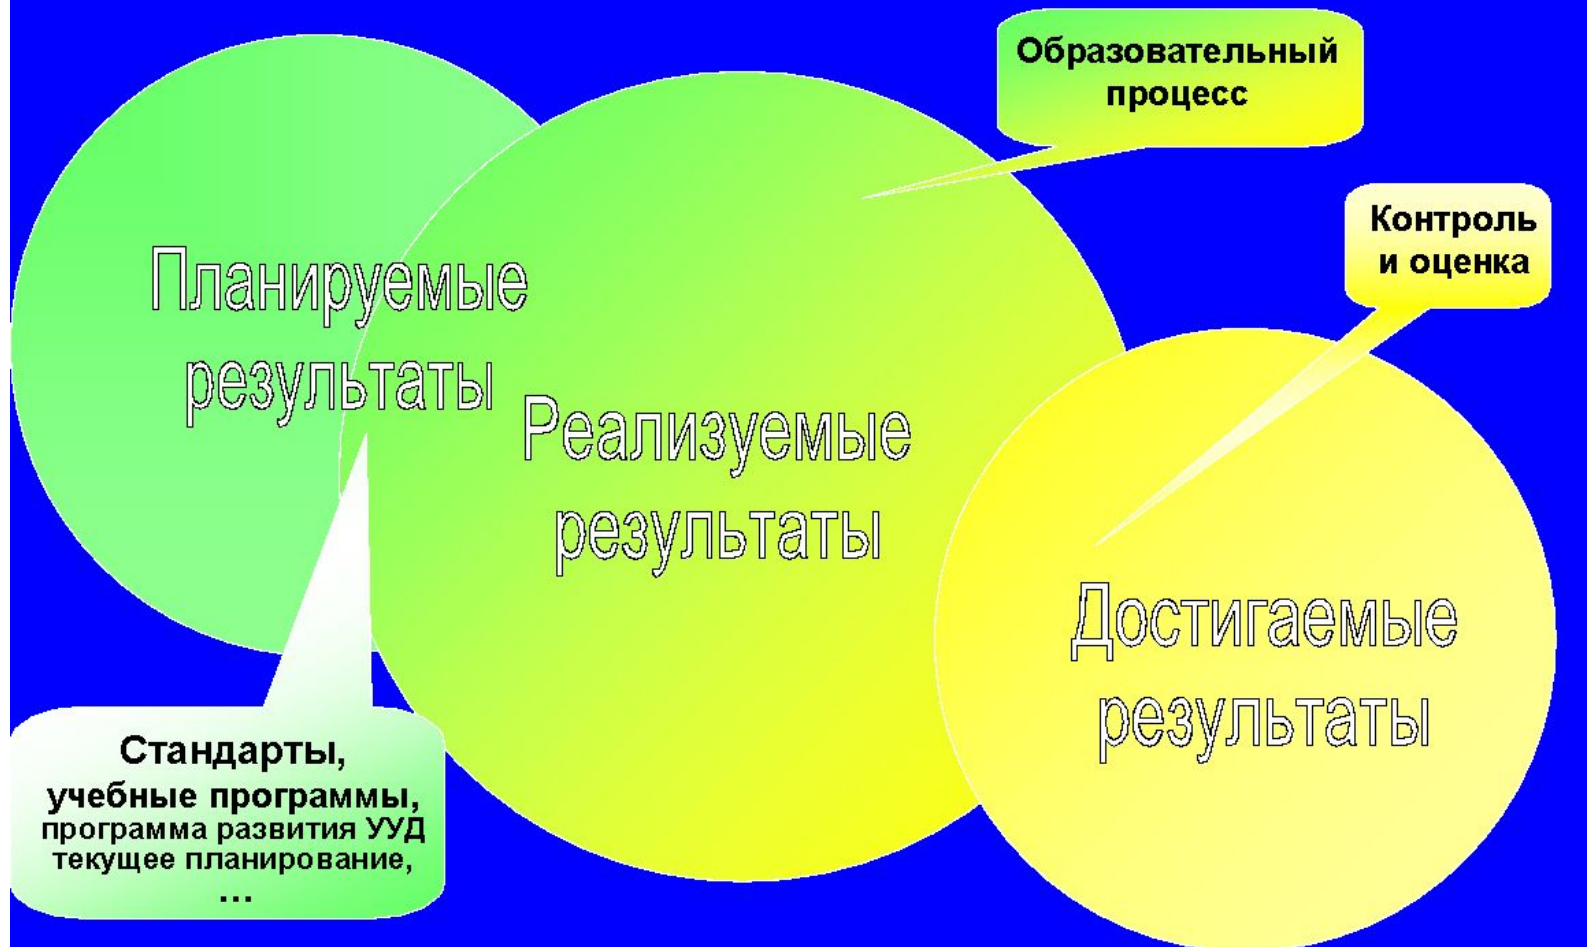 Образовательный
процесс
Контроль
и оценка
Планируемые
результаты
Реализуемые
результаты
Достигаемые
результаты
Стандарты,
учебные программы,
программа развития УУД
текущее планирование,
...